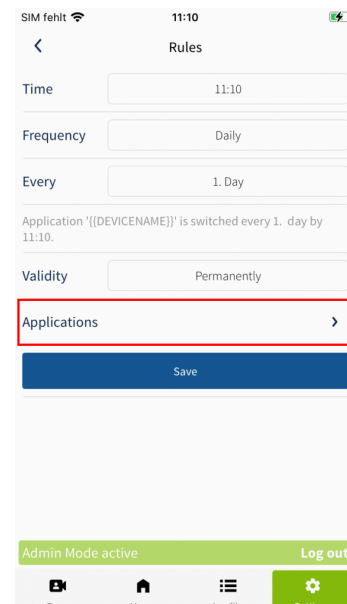 SIM fehlt 11:10
Rules
Time 11:10
Frequency Daily
Every 1. Day
Application '{{DEVICENAME}}' is switched every 1. day by
11:10.
Validity Permanently
Applications
Save
Admin Mode active Log out